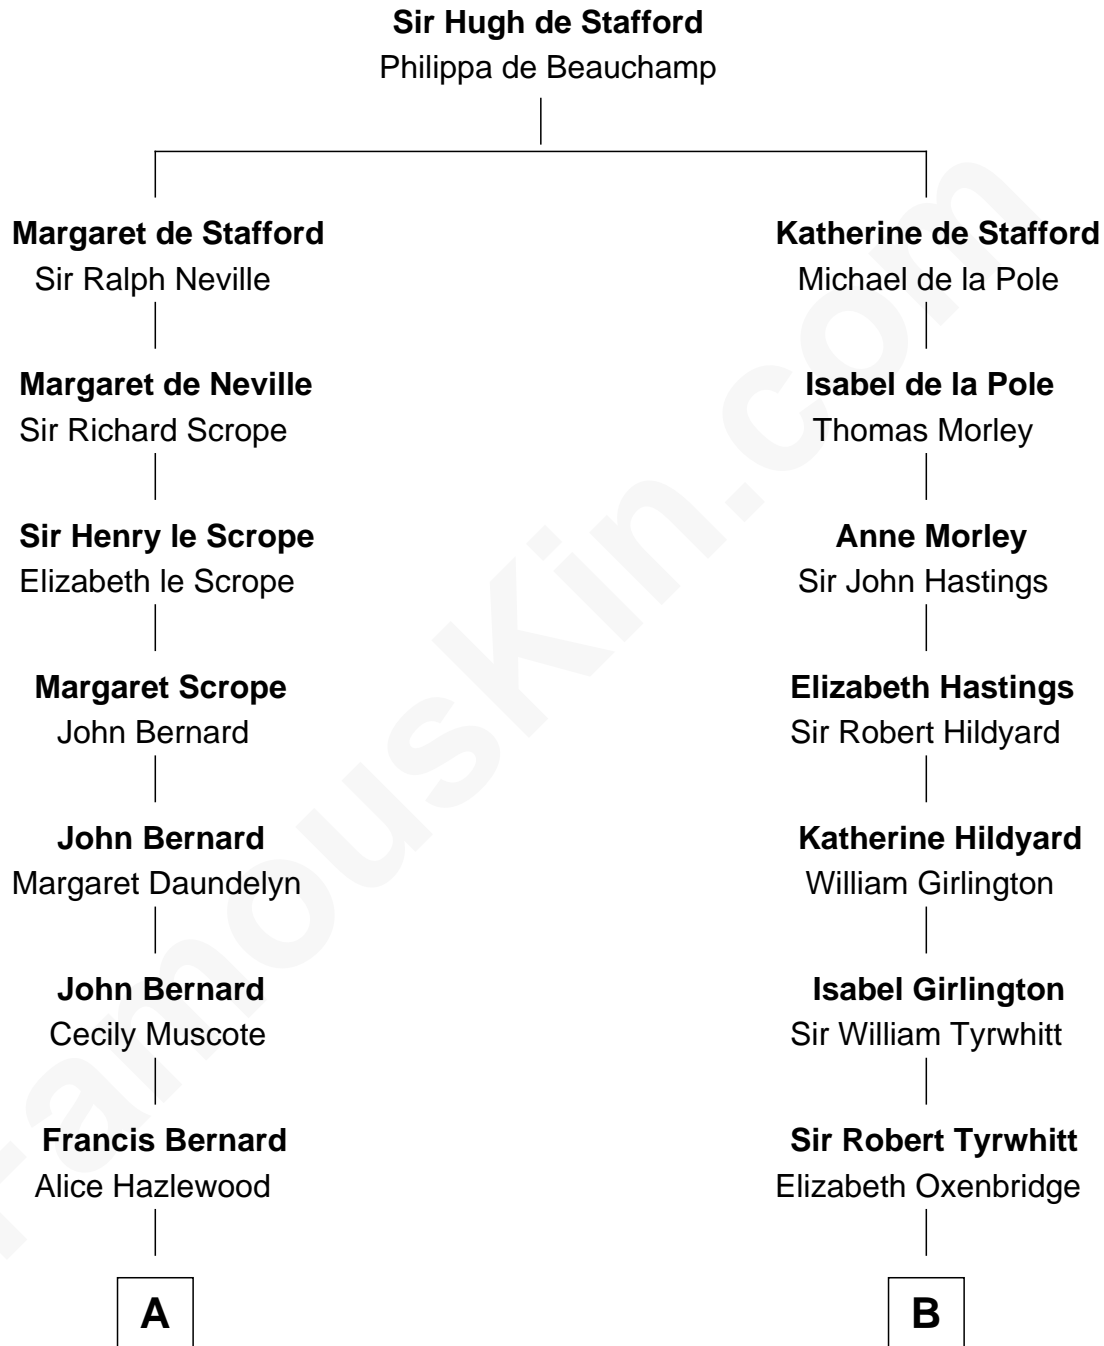 Sir Hugh de Stafford
Philippa de Beauchamp
Margaret de Stafford
Sir Ralph Neville
Katherine de Stafford
Michael de la Pole
Margaret de Neville
Sir Richard Scrope
Isabel de la Pole
Thomas Morley
Sir Henry le Scrope
Elizabeth le Scrope
Anne Morley
Sir John Hastings
Margaret Scrope
John Bernard
Elizabeth Hastings
Sir Robert Hildyard
John Bernard
Margaret Daundelyn
Katherine Hildyard
William Girlington
John Bernard
Cecily Muscote
Isabel Girlington
Sir William Tyrwhitt
Francis Bernard
Alice Hazlewood
Sir Robert Tyrwhitt
Elizabeth Oxenbridge
A
B
FamousKin.com